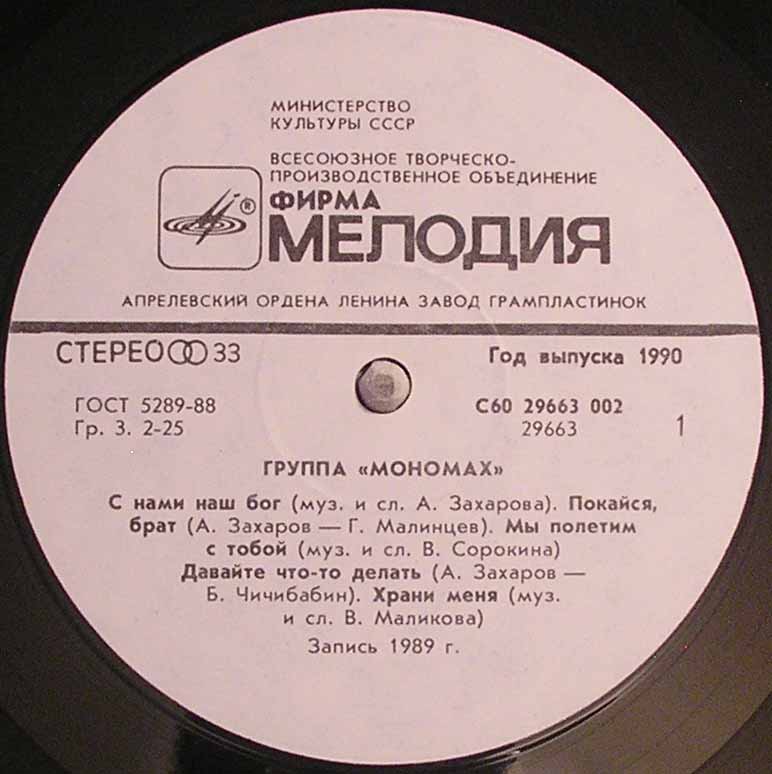 МИНИСТЕРСТВО
КУЛЬТУРЫ СССР
ВСЕСОЮЗНОЕ ТВОРЧЕСКО-
ПРОИЗВОДСТВЕННОЕ ОБЪЕДИНЕНИЕ
®
ФИРМА
МЕЛОДИЯ
АПРЕЛЕВСКИЙ ОРДЕНА ЛЕНИНА ЗАВОД ГРАМПЛАСТИНОК
СТЕРЕО 33
Год выпуска 1990
ГОСТ 5289-88
Гр. 3. 2-25
С60 29663 002
29663
1
ГРУППА «МОНОМАХ»
С нами наш бог (муз. и сл. А. Захарова). Покайся,
брат (А. Захаров — Г. Малинцев). Мы полетим
с тобой (муз. и сл. В. Сорокина)
Давайте что-то делать (А. Захаров —
Б. Чичибабин). Храни меня (муз.
и сл. В. Маликова)
Запись 1989 г.